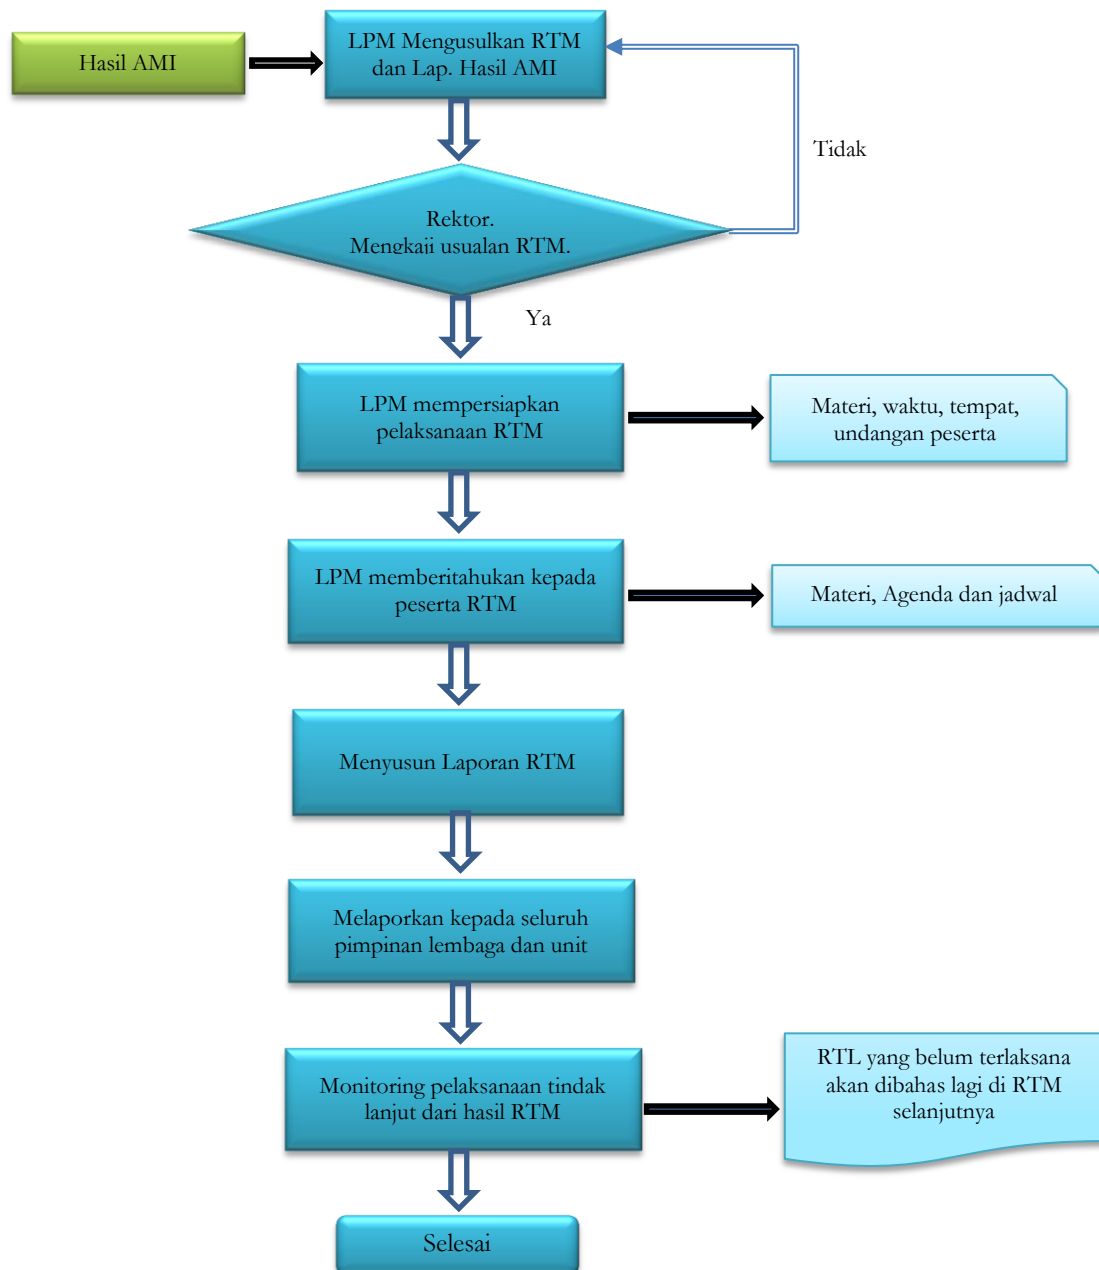 Hasil AMI
LPM Mengusulkan RTM
dan Lap. Hasil AMI
Tidak
Rektor.
Mengkaji usualan RTM.
Ya
LPM mempersiapkan
pelaksanaan RTM
Materi, waktu, tempat,
undangan peserta
LPM memberitahukan kepada
peserta RTM
Materi, Agenda dan jadwal
Menyusun Laporan RTM
Melaporkan kepada seluruh
pimpinan lembaga dan unit
Monitoring pelaksanaan tindak
lanjut dari hasil RTM
RTL yang belum terlaksana
akan dibahas lagi di RTM
selanjutnya
Selesai